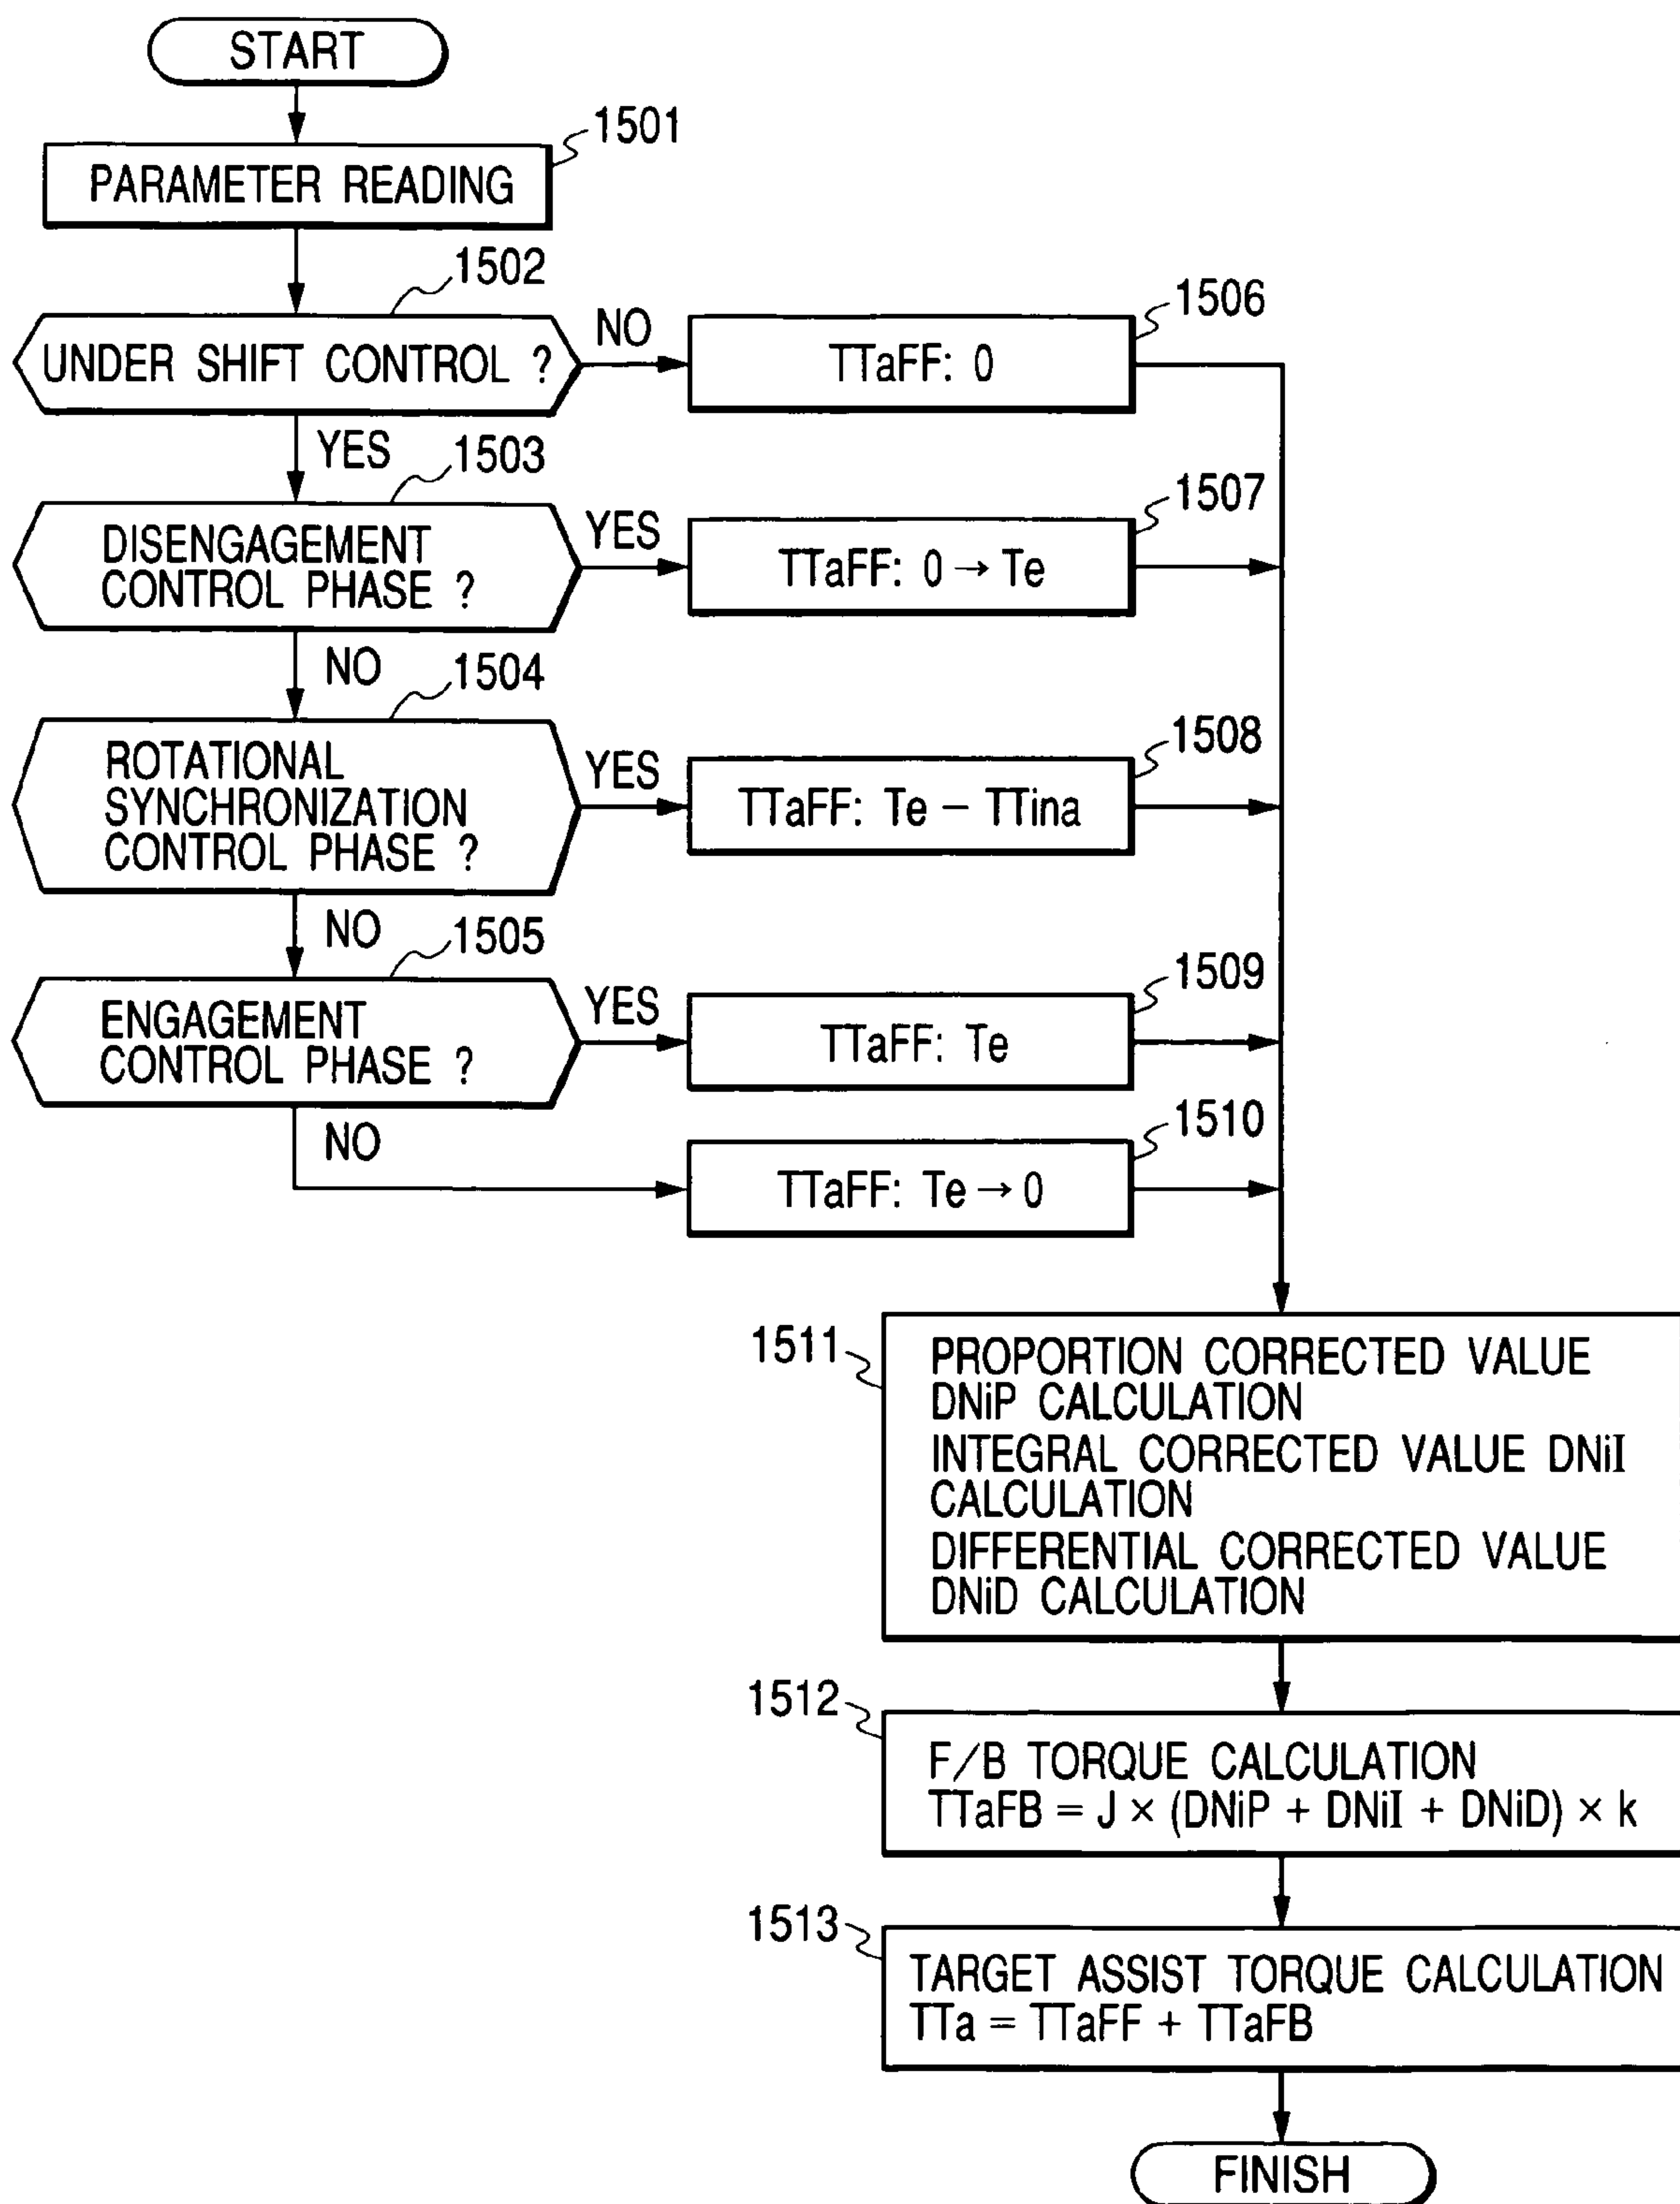 START
1501
PARAMETER READING
1502
UNDER SHIFT CONTROL ?
NO
1506
TTaFF: 0
YES
1503
DISENGAGEMENT
CONTROL PHASE ?
YES
1507
TTaFF: 0 → Te
NO
1504
ROTATIONAL
SYNCHRONIZATION
CONTROL PHASE ?
YES
1508
TTaFF: Te − TTina
NO
1505
ENGAGEMENT
CONTROL PHASE ?
YES
1509
TTaFF: Te
NO
1510
TTaFF: Te → 0
1511
PROPORTION CORRECTED VALUE
DNiP CALCULATION
INTEGRAL CORRECTED VALUE DNiI
CALCULATION
DIFFERENTIAL CORRECTED VALUE
DNiD CALCULATION
1512
F/B TORQUE CALCULATION
TTaFB = J × (DNiP + DNiI + DNiD) × k
1513
TARGET ASSIST TORQUE CALCULATION
TTa = TTaFF + TTaFB
FINISH